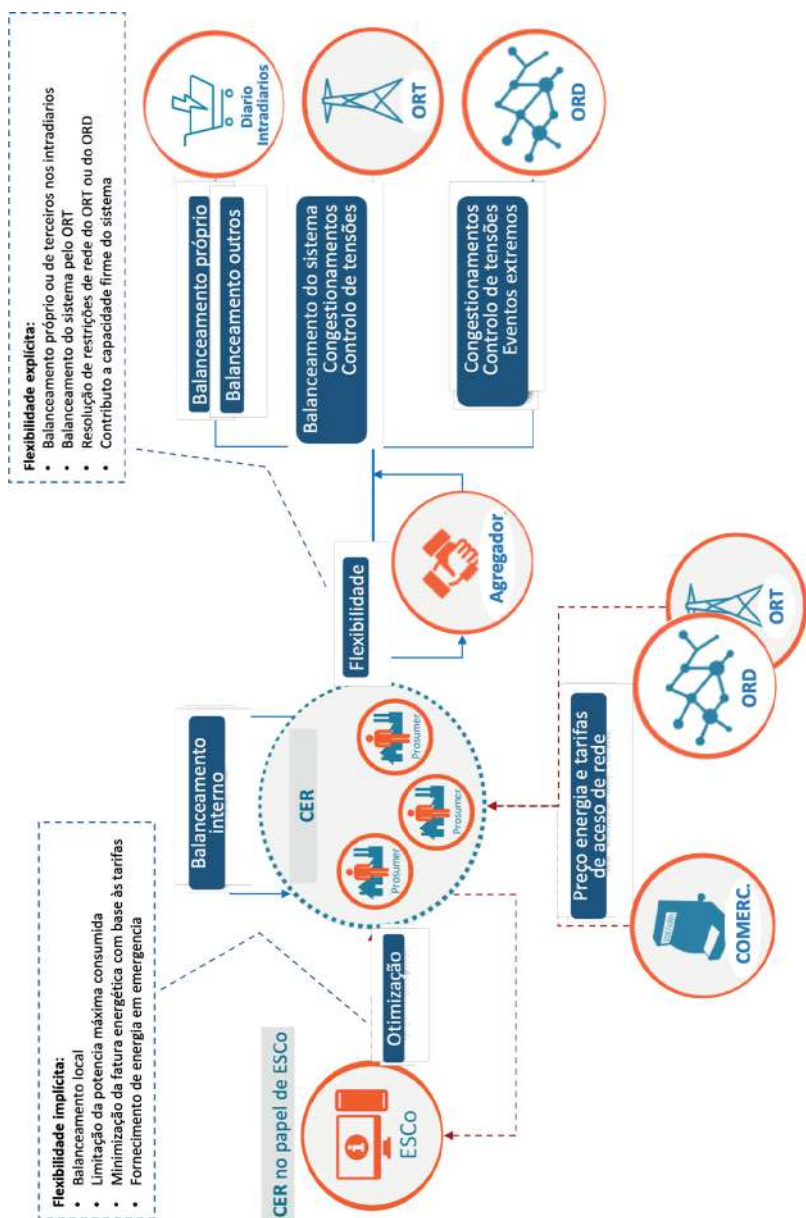 Flexibilidade implícita:
• Balanceamento local
• Limitação da potencia máxima consumida
• Minimização da fatura energética com base às tarifas
• Fornecimento de energia em emergencia
Flexibilidade explícita:
• Balanceamento próprio ou de terceiros nos intradiarios
• Balanceamento do sistema pelo ORT
• Resolução de restrições de rede do ORT ou do ORD
• Contributo a capacidade firme do sistema
CER no papel de ESCo
ESCo
Otimização
Balanceamento
interno
CER
Prosumer
Prosumer
Prosumer
Flexibilidade
Agregador
Balanceamento próprio
Balanceamento outros
Diario
Intradiarios
Balanceamento do sistema
Congestionamentos
Controlo de tensões
ORT
Congestionamentos
Controlo de tensões
Eventos extremos
ORD
COMERC.
Preço energia e tarifas
de aceso de rede
ORD
ORT